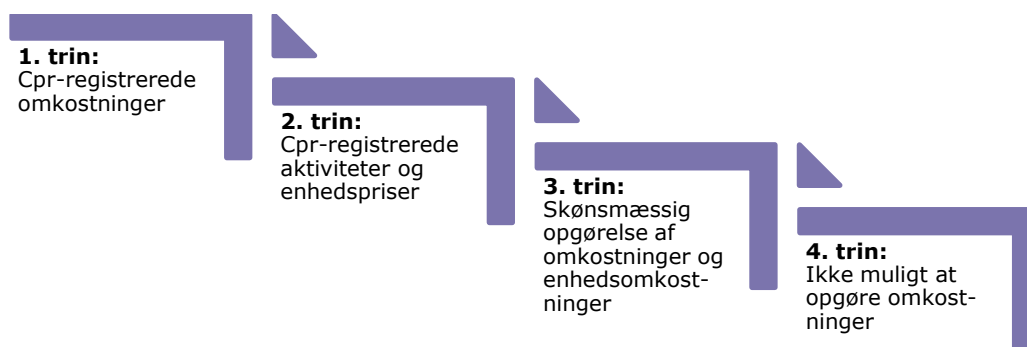 1. trin:
Cpr-registrerede
omkostninger
2. trin:
Cpr-registrerede
aktiviteter og
enhedspriser
3. trin:
Skønsmæssig
opgørelse af
omkostninger og
enhedsomkost-
ninger
4. trin:
Ikke muligt at
opgøre omkost-
ninger